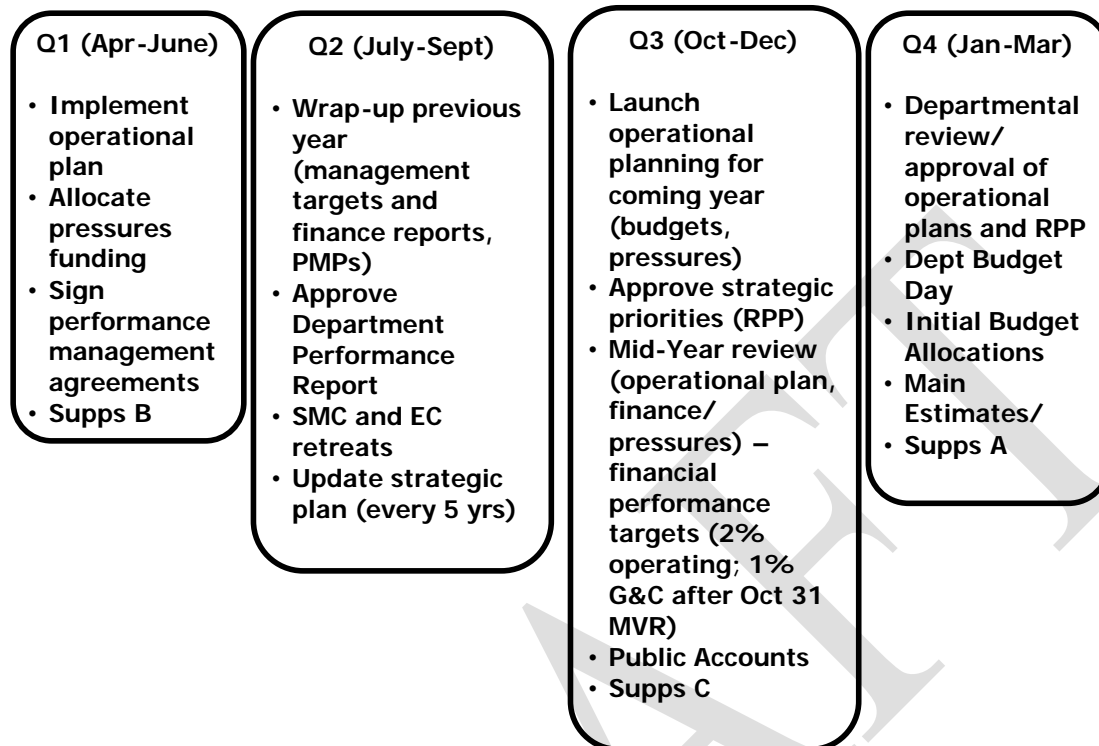 Q1 (Apr-June)
• Implement
operational
plan
• Allocate
pressures
funding
• Sign
performance
management
agreements
• Supps B
Q2 (July-Sept)
• Wrap-up previous
year
(management
targets and
finance reports,
PMPs)
• Approve
Department
Performance
Report
• SMC and EC
retreats
• Update strategic
plan (every 5 yrs)
Q3 (Oct-Dec)
• Launch
operational
planning for
coming year
(budgets,
pressures)
• Approve strategic
priorities (RPP)
• Mid-Year review
(operational plan,
finance/
pressures) –
financial
performance
targets (2%
operating; 1%
G&C after Oct 31
MVR)
• Public Accounts
• Supps C
Q4 (Jan-Mar)
• Departmental
review/
approval of
operational
plans and RPP
• Dept Budget
Day
• Initial Budget
Allocations
• Main
Estimates/
• Supps A
AFT